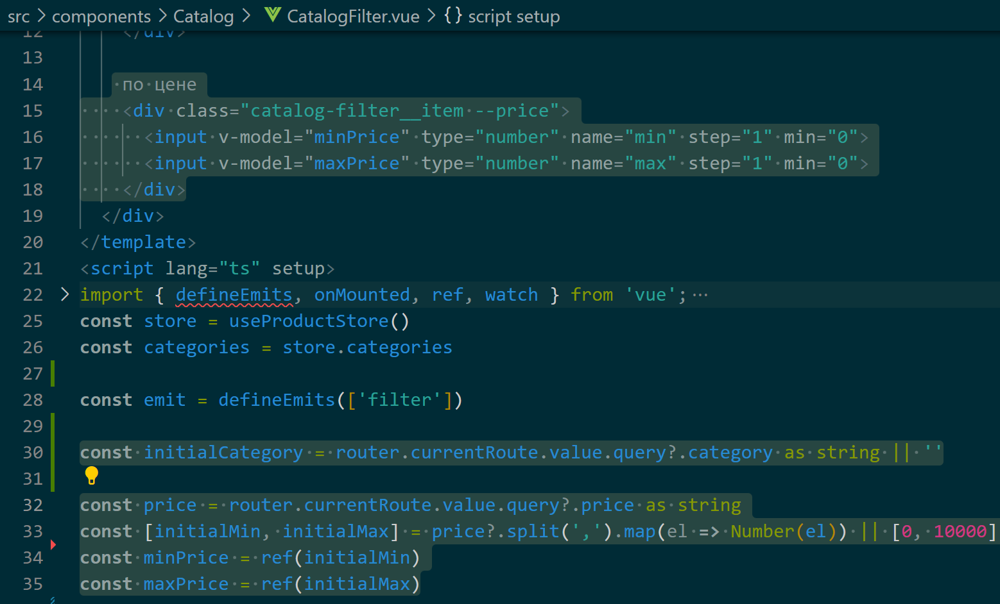 src > components > Catalog > CatalogFilter.vue > {} script setup
12 </div>
13
14 по цене
15 <div class="catalog-filter__item --price">
16 <input v-model="minPrice" type="number" name="min" step="1" min="0">
17 <input v-model="maxPrice" type="number" name="max" step="1" min="0">
18 </div>
19 </div>
20 </template>
21 <script lang="ts" setup>
22 import { defineEmits, onMounted, ref, watch } from 'vue';···
25 const store = useProductStore()
26 const categories = store.categories
27
28 const emit = defineEmits(['filter'])
29
30 const initialCategory = router.currentRoute.value.query?.category as string || ''
31
32 const price = router.currentRoute.value.query?.price as string
33 const [initialMin, initialMax] = price?.split(',').map(el => Number(el)) || [0, 10000]
34 const minPrice = ref(initialMin)
35 const maxPrice = ref(initialMax)